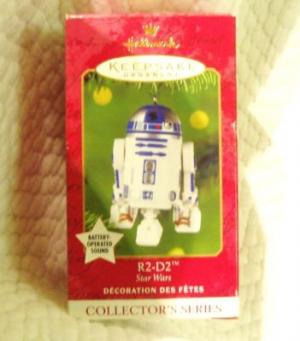 Hallmark
KEEPSAKE
ORNAMENT
BATTERY-
OPERATED
SOUND
R2-D2™
Star Wars
DÉCORATION DES FÊTES
COLLECTOR'S SERIES